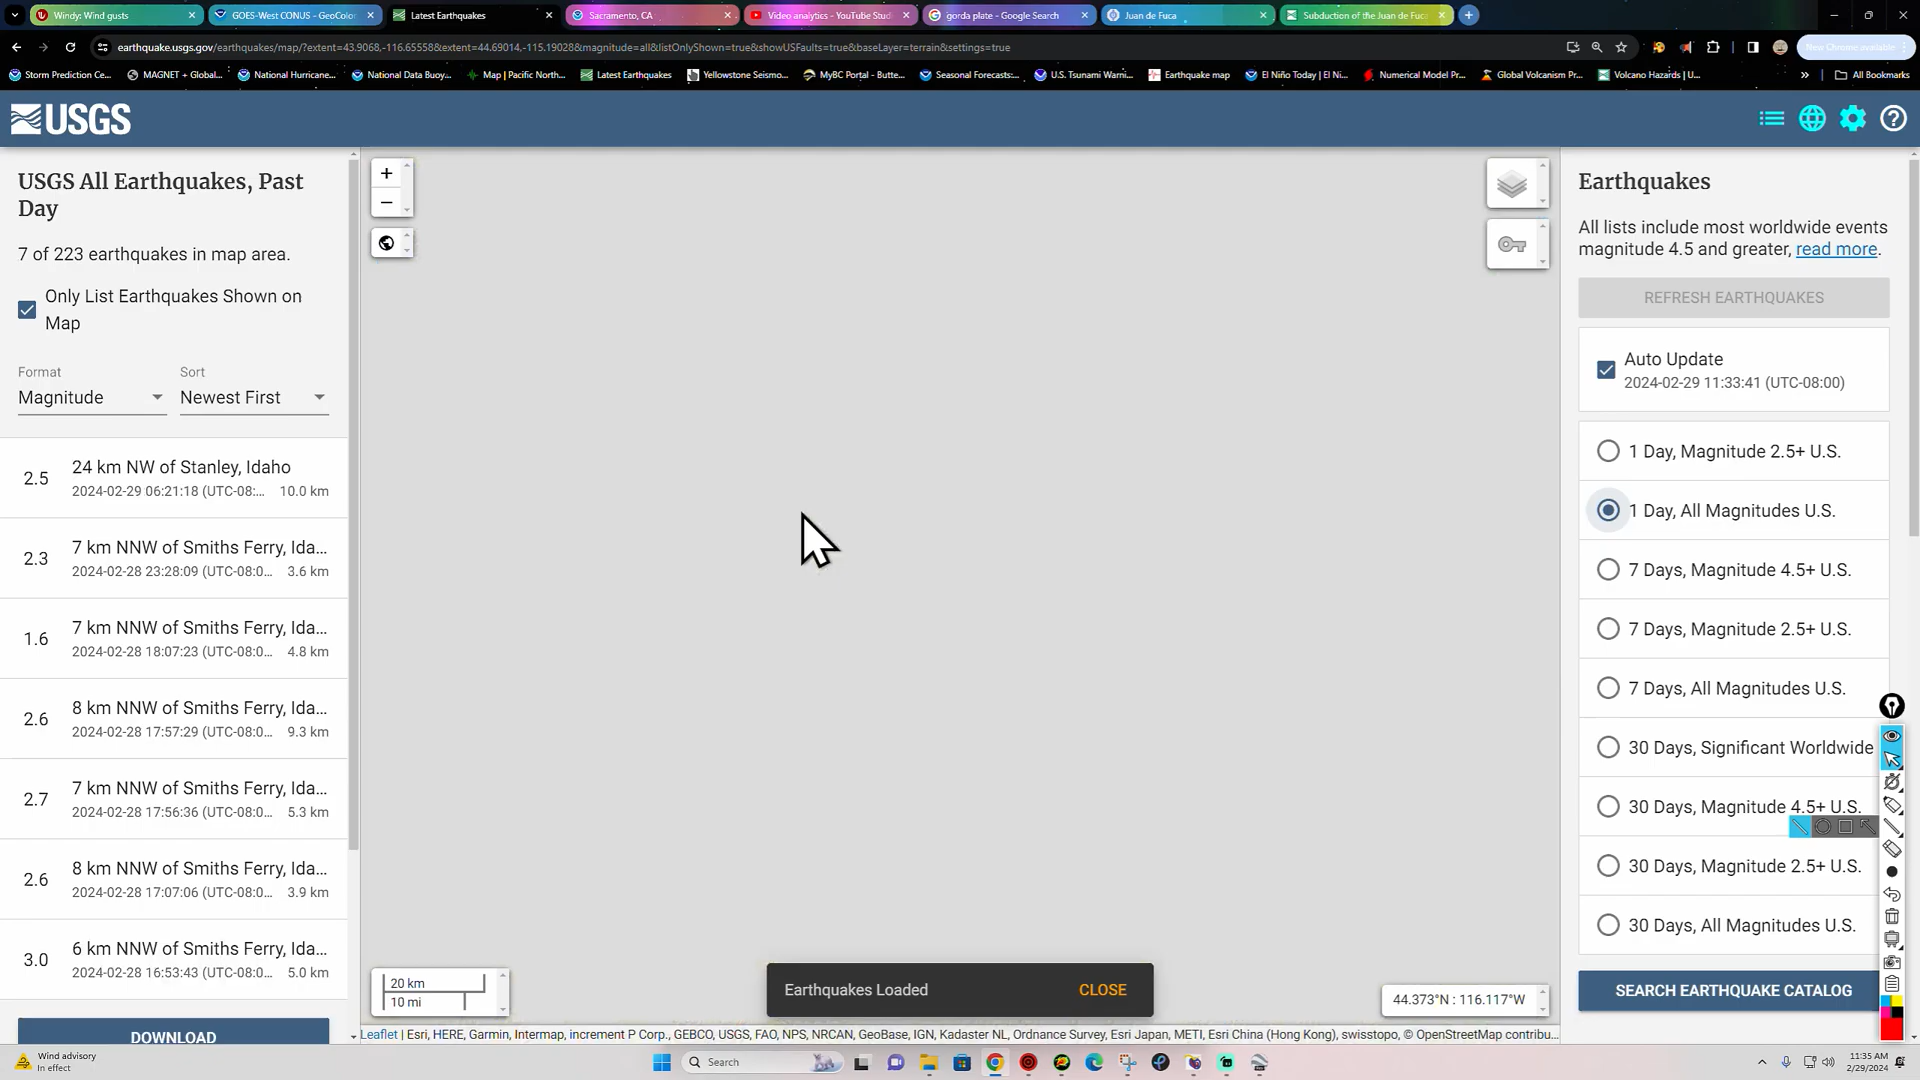 Windy: Wind gusts
GOES-West CONUS - GeoColor
Latest Earthquakes
Sacramento, CA
Video analytics - YouTube Stud
gorda plate - Google Search
Juan de Fuca
Subduction of the Juan de Fuca
earthquake.usgs.gov/earthquakes/map/?extent=43.9068,-116.65558&extent=44.69014,-115.19028&magnitude=all&listOnlyShown=true&showUSFaults=true&baseLayer=terrain&settings=true
New Chrome available
Storm Prediction Ce...
MAGNET + Global...
National Hurricane...
National Data Buoy...
Map | Pacific North...
Latest Earthquakes
Yellowstone Seismo...
MyBC Portal - Butte...
Seasonal Forecasts:...
U.S. Tsunami Warni...
Earthquake map
El Niño Today | El Ni...
Numerical Model Pr...
Global Volcanism Pr...
Volcano Hazards | U...
All Bookmarks
USGS
USGS All Earthquakes, Past
Day
7 of 223 earthquakes in map area.
Only List Earthquakes Shown on
Map
Format
Sort
Magnitude
Newest First
2.5
24 km NW of Stanley, Idaho
2024-02-29 06:21:18 (UTC-08:... 10.0 km
2.3
7 km NNW of Smiths Ferry, Ida...
2024-02-28 23:28:09 (UTC-08:0... 3.6 km
1.6
7 km NNW of Smiths Ferry, Ida...
2024-02-28 18:07:23 (UTC-08:0... 4.8 km
2.6
8 km NNW of Smiths Ferry, Ida...
2024-02-28 17:57:29 (UTC-08:0... 9.3 km
2.7
7 km NNW of Smiths Ferry, Ida...
2024-02-28 17:56:36 (UTC-08:0... 5.3 km
2.6
8 km NNW of Smiths Ferry, Ida...
2024-02-28 17:07:06 (UTC-08:0... 3.9 km
3.0
6 km NNW of Smiths Ferry, Ida...
2024-02-28 16:53:43 (UTC-08:0... 5.0 km
DOWNLOAD
+
−
20 km
10 mi
Earthquakes Loaded
CLOSE
44.373°N : 116.117°W
Leaflet | Esri, HERE, Garmin, Intermap, increment P Corp., GEBCO, USGS, FAO, NPS, NRCAN, GeoBase, IGN, Kadaster NL, Ordnance Survey, Esri Japan, METI, Esri China (Hong Kong), swisstopo, © OpenStreetMap contribu...
Earthquakes
All lists include most worldwide events
magnitude 4.5 and greater, read more.
REFRESH EARTHQUAKES
Auto Update
2024-02-29 11:33:41 (UTC-08:00)
1 Day, Magnitude 2.5+ U.S.
1 Day, All Magnitudes U.S.
7 Days, Magnitude 4.5+ U.S.
7 Days, Magnitude 2.5+ U.S.
7 Days, All Magnitudes U.S.
30 Days, Significant Worldwide
30 Days, Magnitude 4.5+ U.S.
30 Days, Magnitude 2.5+ U.S.
30 Days, All Magnitudes U.S.
SEARCH EARTHQUAKE CATALOG
Wind advisory
In effect
Search
11:35 AM
2/29/2024